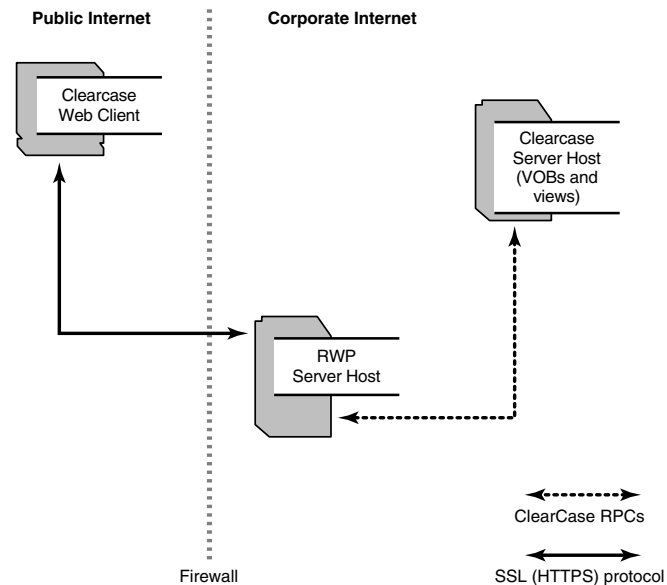 Public Internet
Corporate Internet
Clearcase
Web Client
Clearcase
Server Host
(VOBs and
views)
RWP
Server Host
ClearCase RPCs
Firewall
SSL (HTTPS) protocol